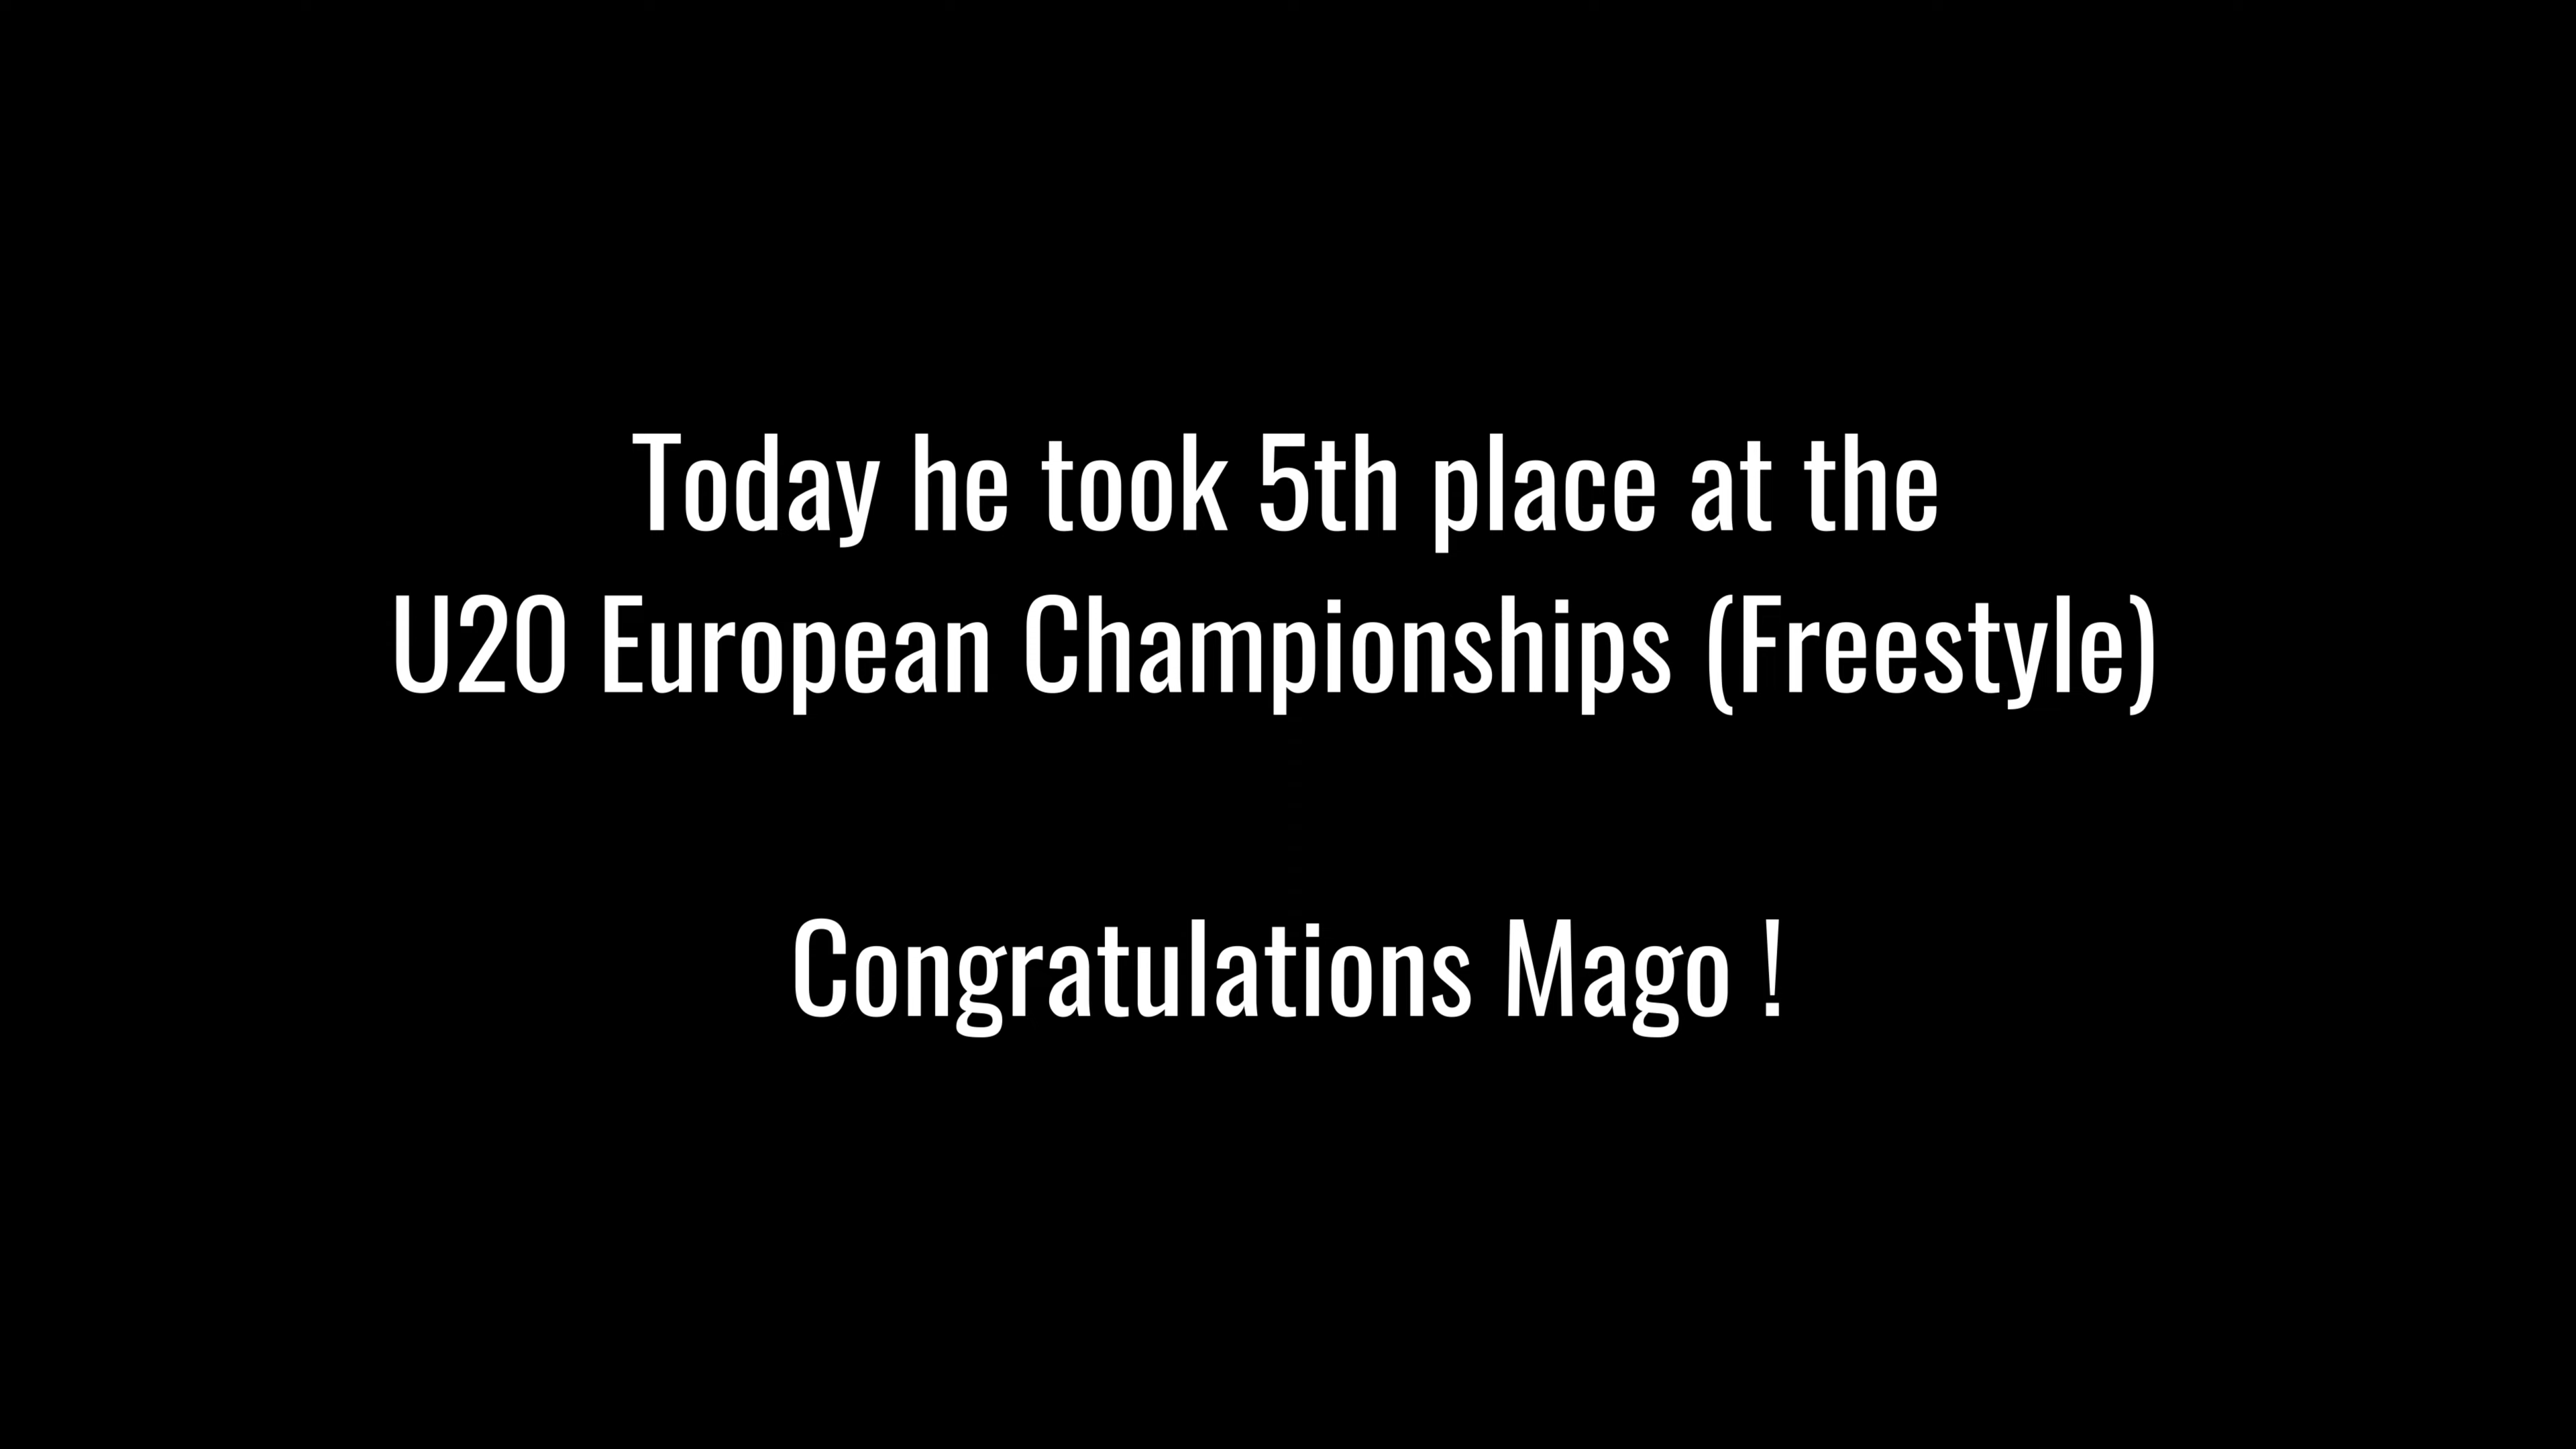 Today he took 5th place at the
U20 European Championships (Freestyle)
Congratulations Mago !